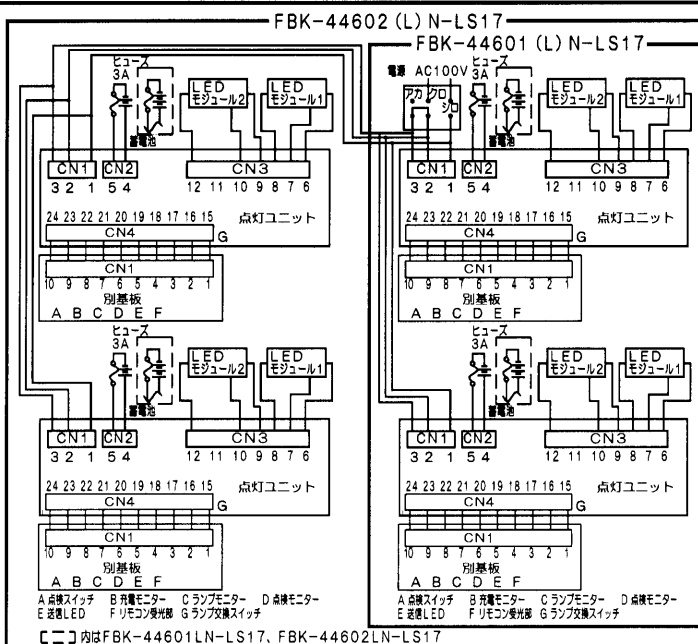 FBK-44602(L)N-LS17
FBK-44601(L)N-LS17
ヒューズ
3A
蓄電池
LED
モジュール2
LED
モジュール1
電源 AC100V
アカ クロ シロ
ヒューズ
3A
蓄電池
LED
モジュール2
LED
モジュール1
CN1
3 2 1
CN2
5 4
CN3
12 11 10 9 8 7 6
点灯ユニット
24 23 22 21 20 19 18 17 16 15
CN4
G
CN1
10 9 8 7 6 5 4 3 2 1
別基板
A B C D E F
CN1
3 2 1
CN2
5 4
CN3
12 11 10 9 8 7 6
点灯ユニット
24 23 22 21 20 19 18 17 16 15
CN4
G
CN1
10 9 8 7 6 5 4 3 2 1
別基板
A B C D E F
ヒューズ
3A
蓄電池
LED
モジュール2
LED
モジュール1
ヒューズ
3A
蓄電池
LED
モジュール2
LED
モジュール1
CN1
3 2 1
CN2
5 4
CN3
12 11 10 9 8 7 6
点灯ユニット
24 23 22 21 20 19 18 17 16 15
CN4
G
CN1
10 9 8 7 6 5 4 3 2 1
別基板
A B C D E F
CN1
3 2 1
CN2
5 4
CN3
12 11 10 9 8 7 6
点灯ユニット
24 23 22 21 20 19 18 17 16 15
CN4
G
CN1
10 9 8 7 6 5 4 3 2 1
別基板
A B C D E F
A 点検スイッチ B 充電モニター C ランプモニター D 点検モニター
E 送信LED F リモコン受光部 G ランプ交換スイッチ
A 点検スイッチ B 充電モニター C ランプモニター D 点検モニター
E 送信LED F リモコン受光部 G ランプ交換スイッチ
内はFBK-44601LN-LS17、FBK-44602LN-LS17